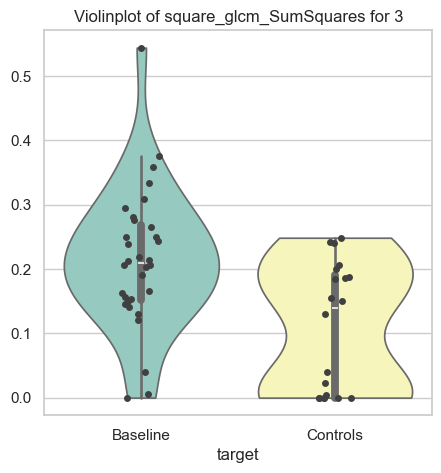 Violinplot of square_glcm_SumSquares for 3
0.5
0.4
0.3
0.2
0.1
0.0
Baseline
Controls
target